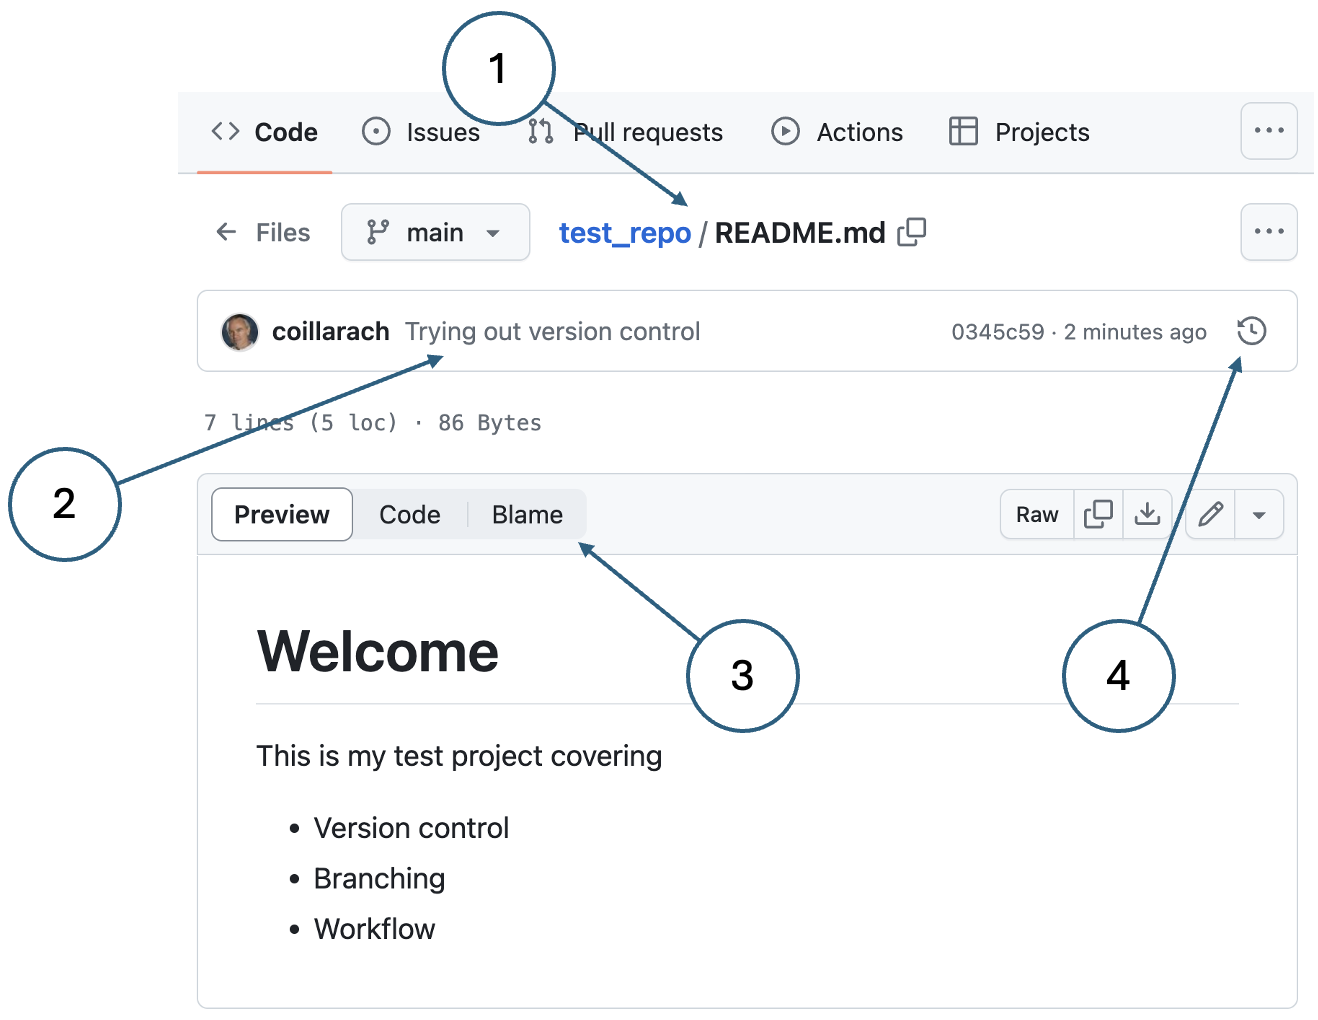 1
Code Issues Pull requests Actions Projects
Files main test_repo / README.md
coillarach Trying out version control 0345c59 · 2 minutes ago
7 lines (5 loc) · 86 Bytes
2
Preview Code Blame Raw
Welcome
3
4
This is my test project covering
• Version control
• Branching
• Workflow